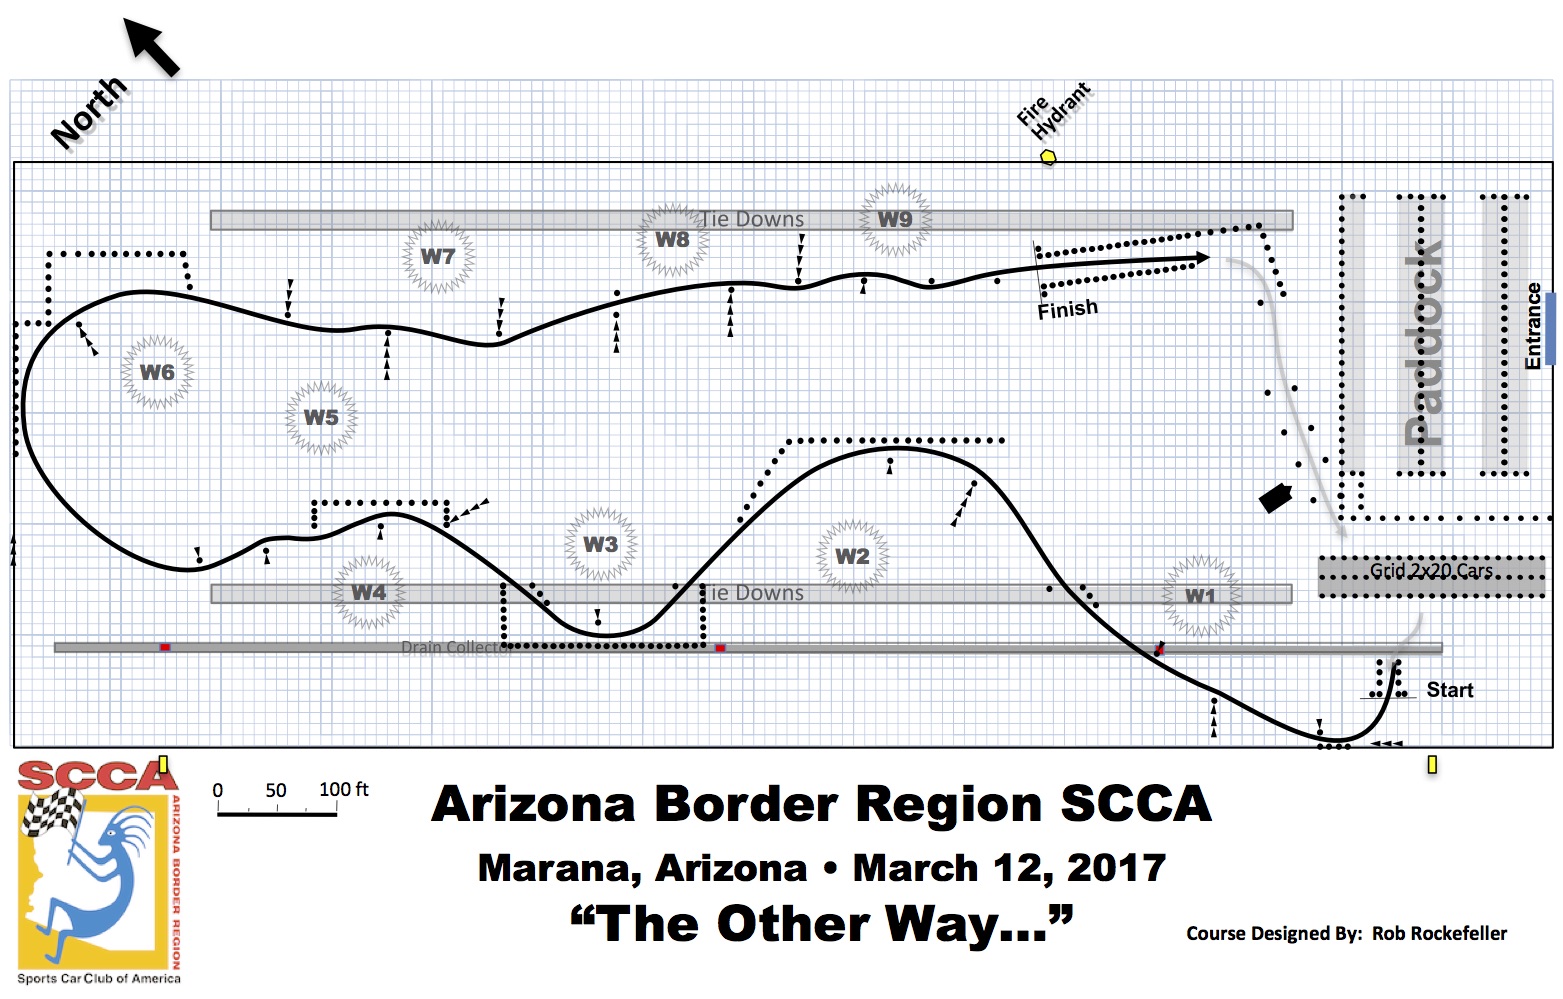 North
Fire
Hydrant
Tie Downs
W9
W8
W7
Finish
Paddock
Entrance
W6
W5
W3
W2
W4
Tie Downs
W1
Grid 2x20 Cars
Drain Collector
Start
SCCA
ARIZONA BORDER REGION
Sports Car Club of America
0 50 100 ft
Arizona Border Region SCCA
Marana, Arizona • March 12, 2017
“The Other Way...”
Course Designed By: Rob Rockefeller